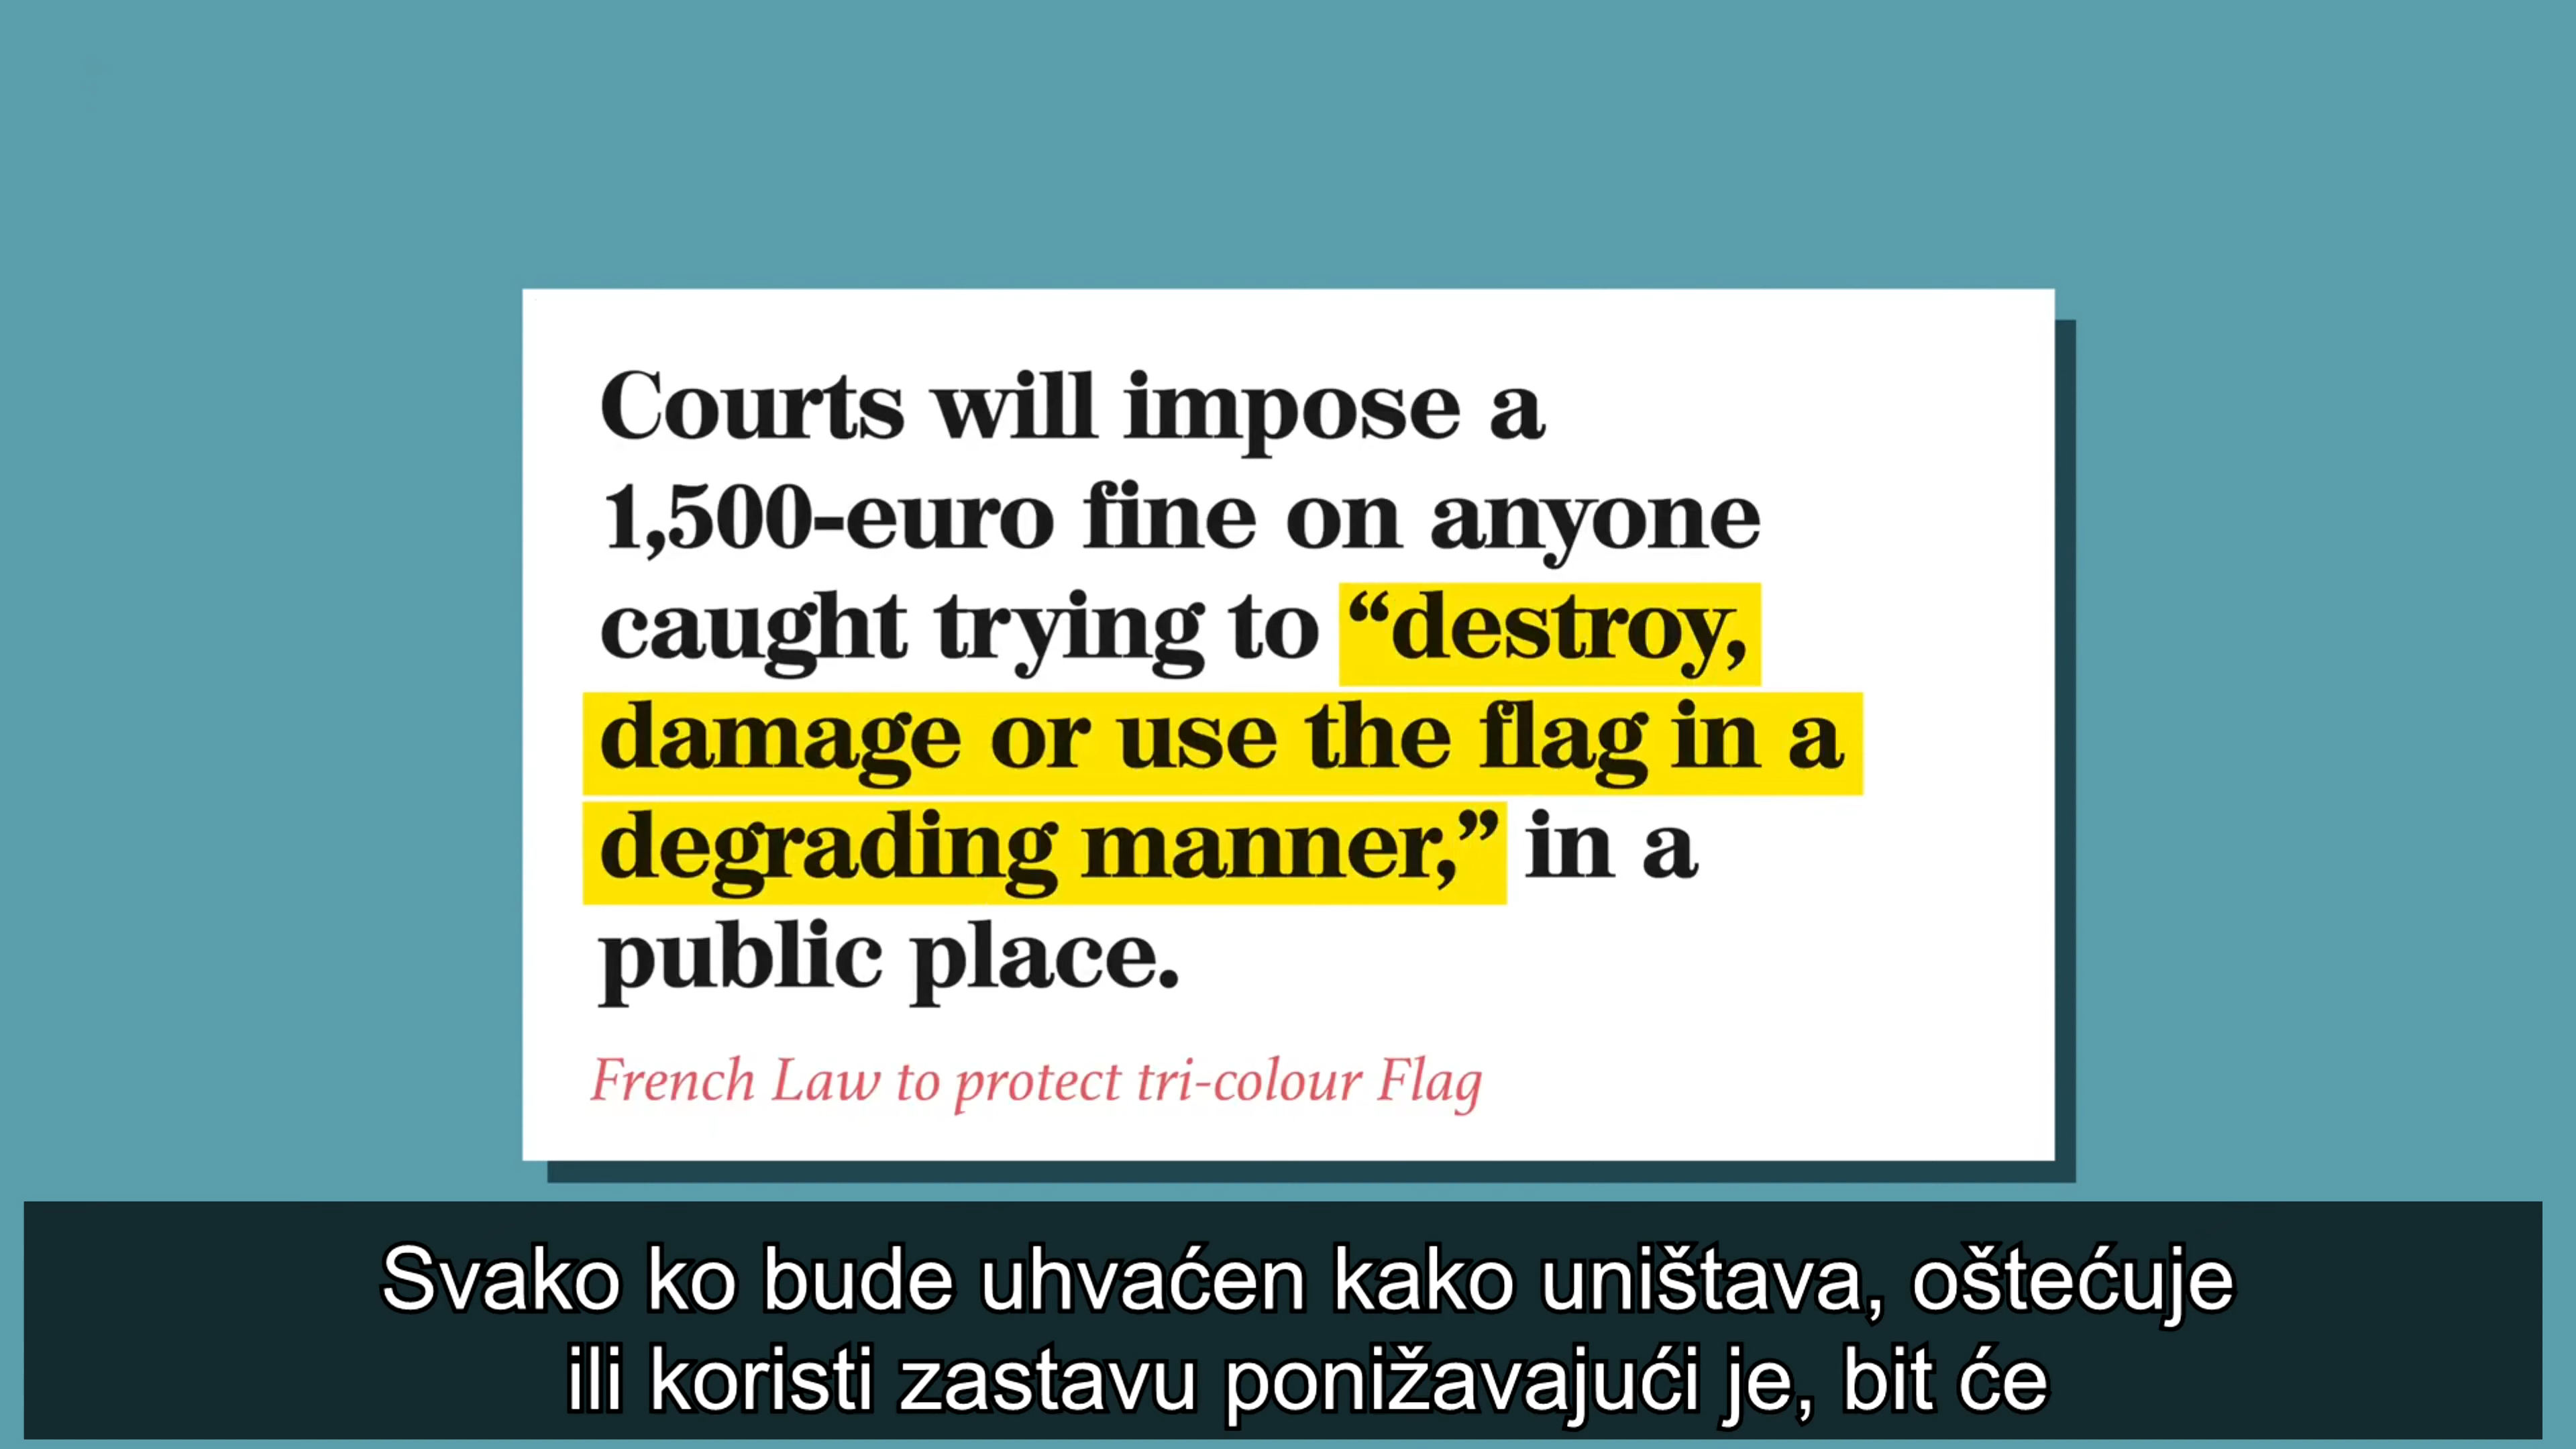 Courts will impose a
1,500-euro fine on anyone
caught trying to “destroy,
damage or use the flag in a
degrading manner,” in a
public place.
French Law to protect tri-colour Flag
Svako ko bude uhvaćen kako uništava, oštećuje
ili koristi zastavu ponižavajući je, bit će